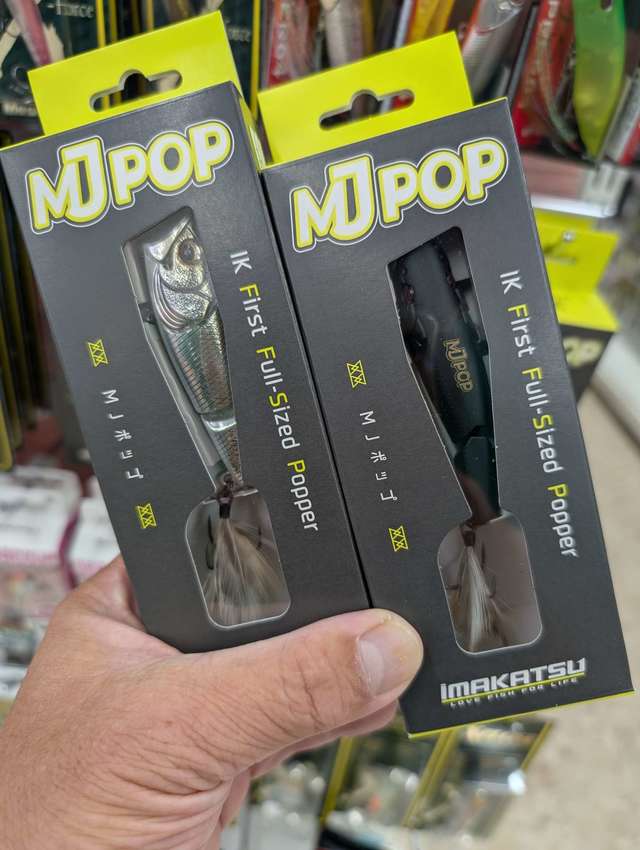 MJ POP
IK First Full-Sized Popper
MJポップ
MJ POP
IK First Full-Sized Popper
MJポップ
MJ POP
IMAKATSU
LOVE FISH FOR LIFE
POP